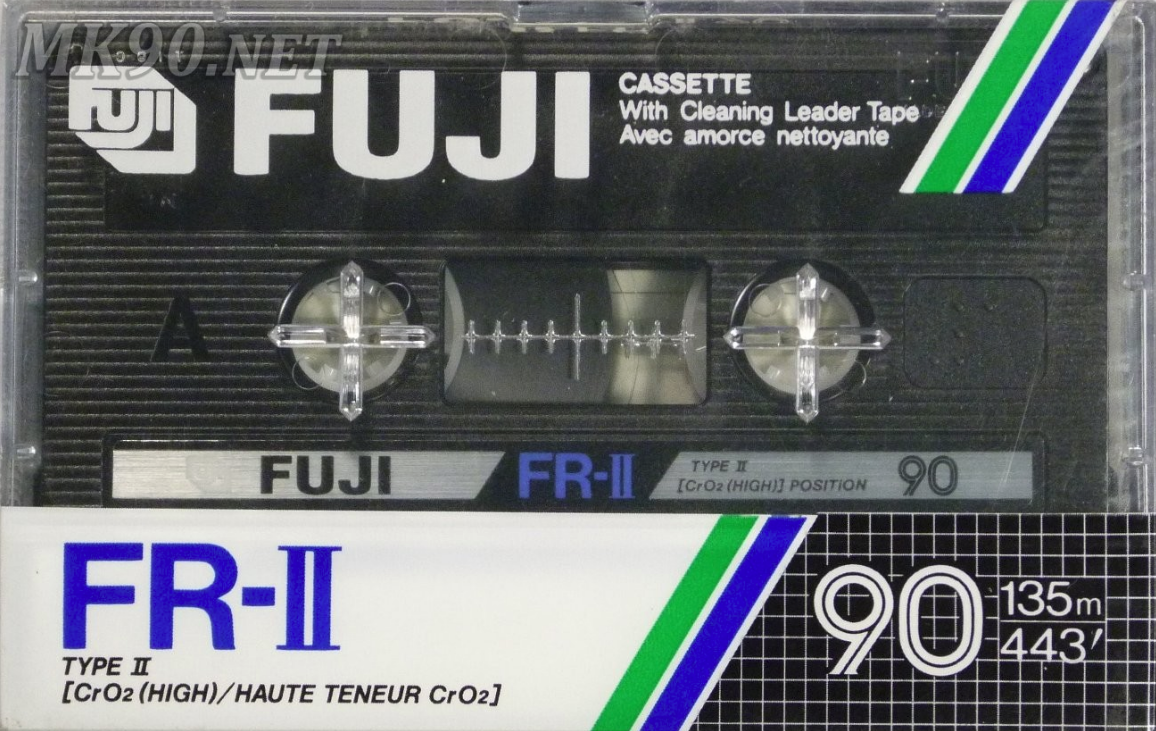 MK90.NET
FUJI
FUJI
CASSETTE
With Cleaning Leader Tape
Avec amorce nettoyante
A
FUJI
FR-II
TYPE II
[CrO2 (HIGH)] POSITION
90
FR-II
TYPE II
[CrO2 (HIGH)/HAUTE TENEUR CrO2]
90
135m
443′